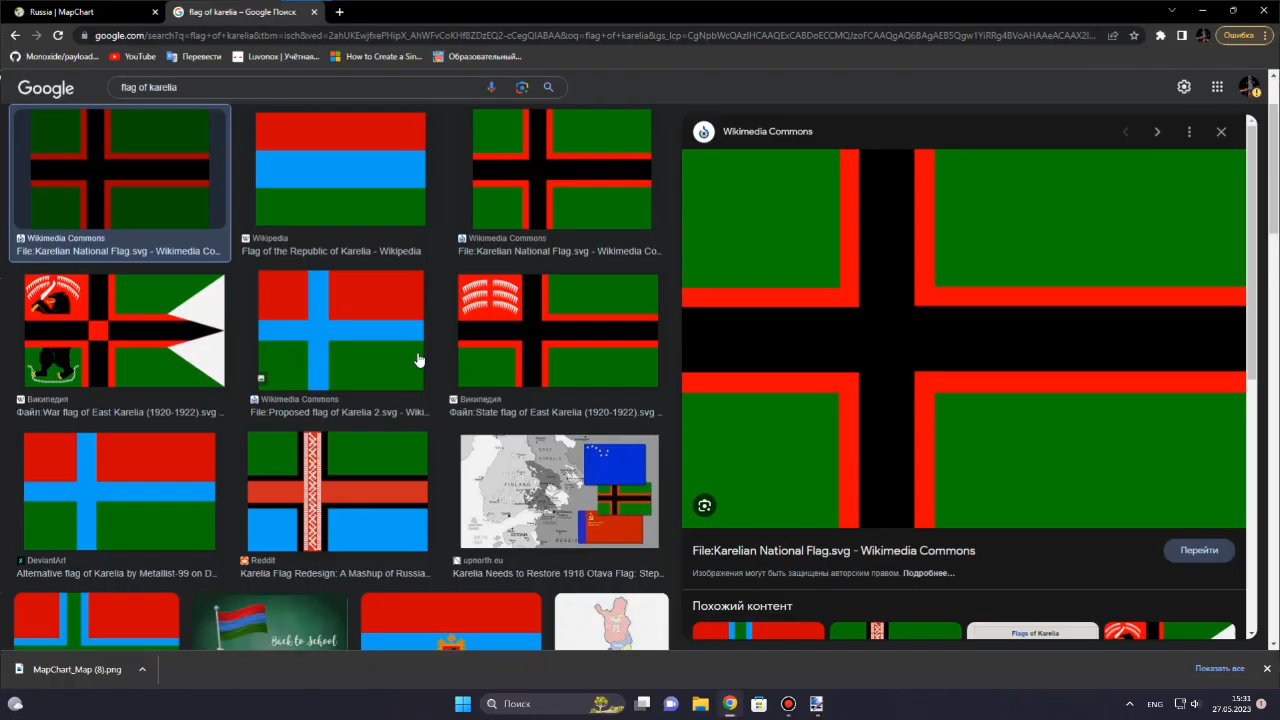 Russia | MapChart
flag of karelia – Google Поиск
google.com/search?q=flag+of+karelia&tbm=isch&ved=2ahUKEwjfxePHipX_AhWFvCoKHf8ZDzEQ2-cCegQIABAA&oq=flag+of+karelia&gs_lcp=CgNpbWcQAzIHCAAQExCABDoECCMQJzoFCAAQgAQ6BAgAEB5Qgw1YiRRg4BVoAHAAeACAAX2I...
Ошибка
Monoxide/payload...
YouTube
Перевести
Luvonox | Учётная...
How to Create a Sin...
Образовательный...
Google
flag of karelia
Wikimedia Commons
File:Karelian National Flag.svg - Wikimedia Co...
Wikipedia
Flag of the Republic of Karelia - Wikipedia
Wikimedia Commons
File:Karelian National Flag.svg - Wikimedia Co...
Википедия
Файл:War flag of East Karelia (1920-1922).svg ...
Wikimedia Commons
File:Proposed flag of Karelia 2.svg - Wiki...
Википедия
Файл:State flag of East Karelia (1920-1922).svg ...
DeviantArt
Alternative flag of Karelia by Metallist-99 on D...
Reddit
Karelia Flag Redesign: A Mashup of Russia...
FINLAND
upnorth.eu
Karelia Needs to Restore 1918 Otava Flag: Step...
Back to School
Wikimedia Commons
File:Karelian National Flag.svg - Wikimedia Commons
Перейти
Изображения могут быть защищены авторским правом. Подробнее...
Похожий контент
Flags of Karelia
MapChart_Map (8).png
Показать все
Поиск
ENG
15:31
27.05.2023
1